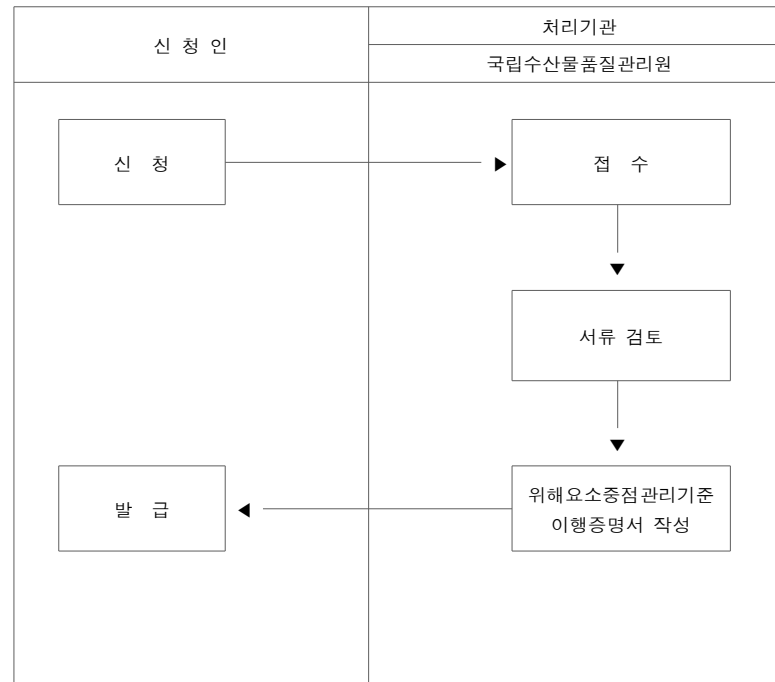 신 청 인
처리기관
국립수산물품질관리원
신 청
접 수
서류 검토
위해요소중점관리기준
이행증명서 작성
발 급